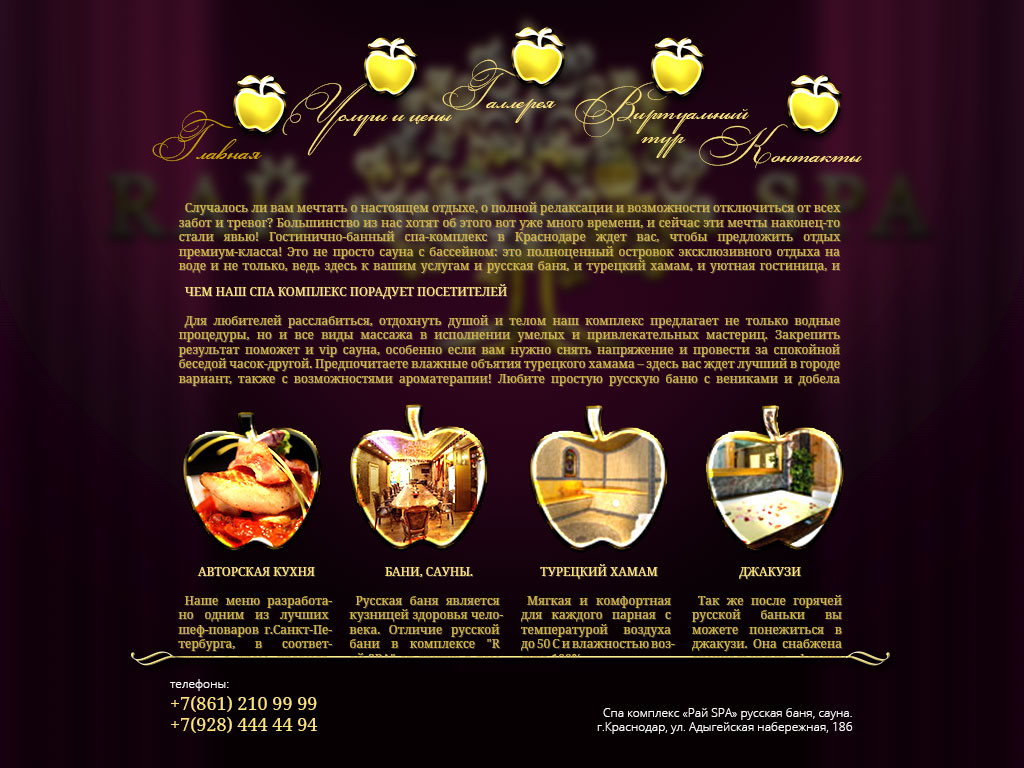 Главная
Услуги и цены
Галлерея
Виртуальный
тур
Контакты
RАЙ SPA
Случалось ли вам мечтать о настоящем отдыхе, о полной релаксации и возможности отключиться от всех
забот и тревог? Большинство из нас хотят об этого вот уже много времени, и сейчас эти мечты наконец-то
стали явью! Гостинично-банный спа-комплекс в Краснодаре ждет вас, чтобы предложить отдых
премиум-класса! Это не просто сауна с бассейном: это полноценный островок эксклюзивного отдыха на
воде и не только, ведь здесь к вашим услугам и русская баня, и турецкий хамам, и уютная гостиница, и
ЧЕМ НАШ СПА КОМПЛЕКС ПОРАДУЕТ ПОСЕТИТЕЛЕЙ
Для любителей расслабиться, отдохнуть душой и телом наш комплекс предлагает не только водные
процедуры, но и все виды массажа в исполнении умелых и привлекательных мастериц. Закрепить
результат поможет и vip сауна, особенно если вам нужно снять напряжение и провести за спокойной
беседой часок-другой. Предпочитаете влажные объятия турецкого хамама – здесь вас ждет лучший в городе
вариант, также с возможностями ароматерапии! Любите простую русскую баню с вениками и добела
АВТОРСКАЯ КУХНЯ
Наше меню разработа-
но одним из лучших
шеф-поваров г.Санкт-Пе-
тербурга, в соответ-
БАНИ, САУНЫ.
Русская баня является
кузницей здоровья чело-
века. Отличие русской
бани в комплексе "R
ТУРЕЦКИЙ ХАМАМ
Мягкая и комфортная
для каждого парная с
температурой воздуха
до 50 С и влажностью воз-
ДЖАКУЗИ
Так же после горячей
русской баньки вы
можете понежиться в
джакузи. Она снабжена
телефоны:
+7(861) 210 99 99
+7(928) 444 44 94
Спа комплекс «Рай SPA» русская баня, сауна.
г.Краснодар, ул. Адыгейская набережная, 186